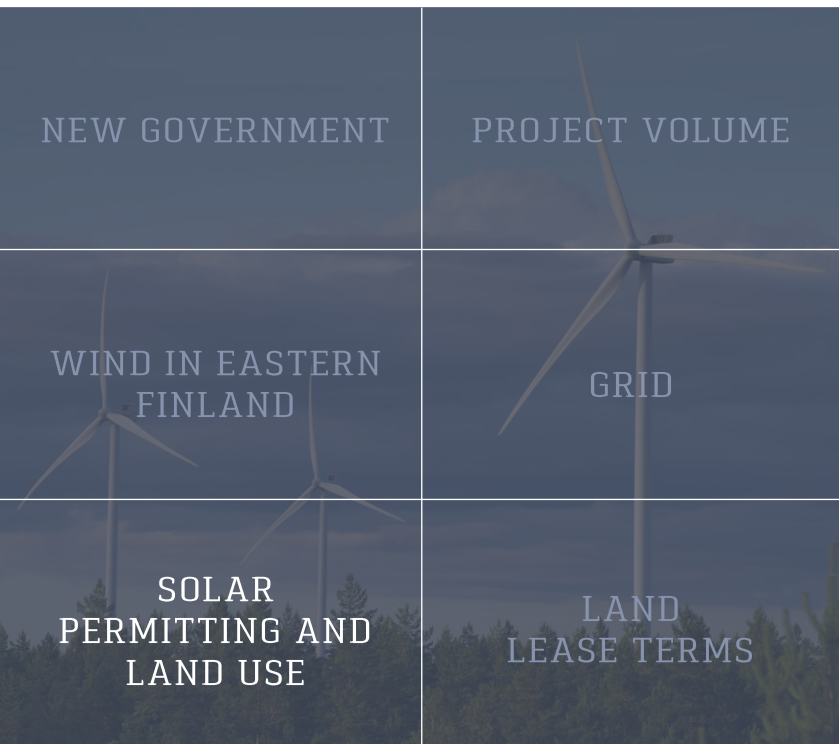 NEW GOVERNMENT
PROJECT VOLUME
WIND IN EASTERN
FINLAND
GRID
SOLAR
PERMITTING AND
LAND USE
LAND
LEASE TERMS